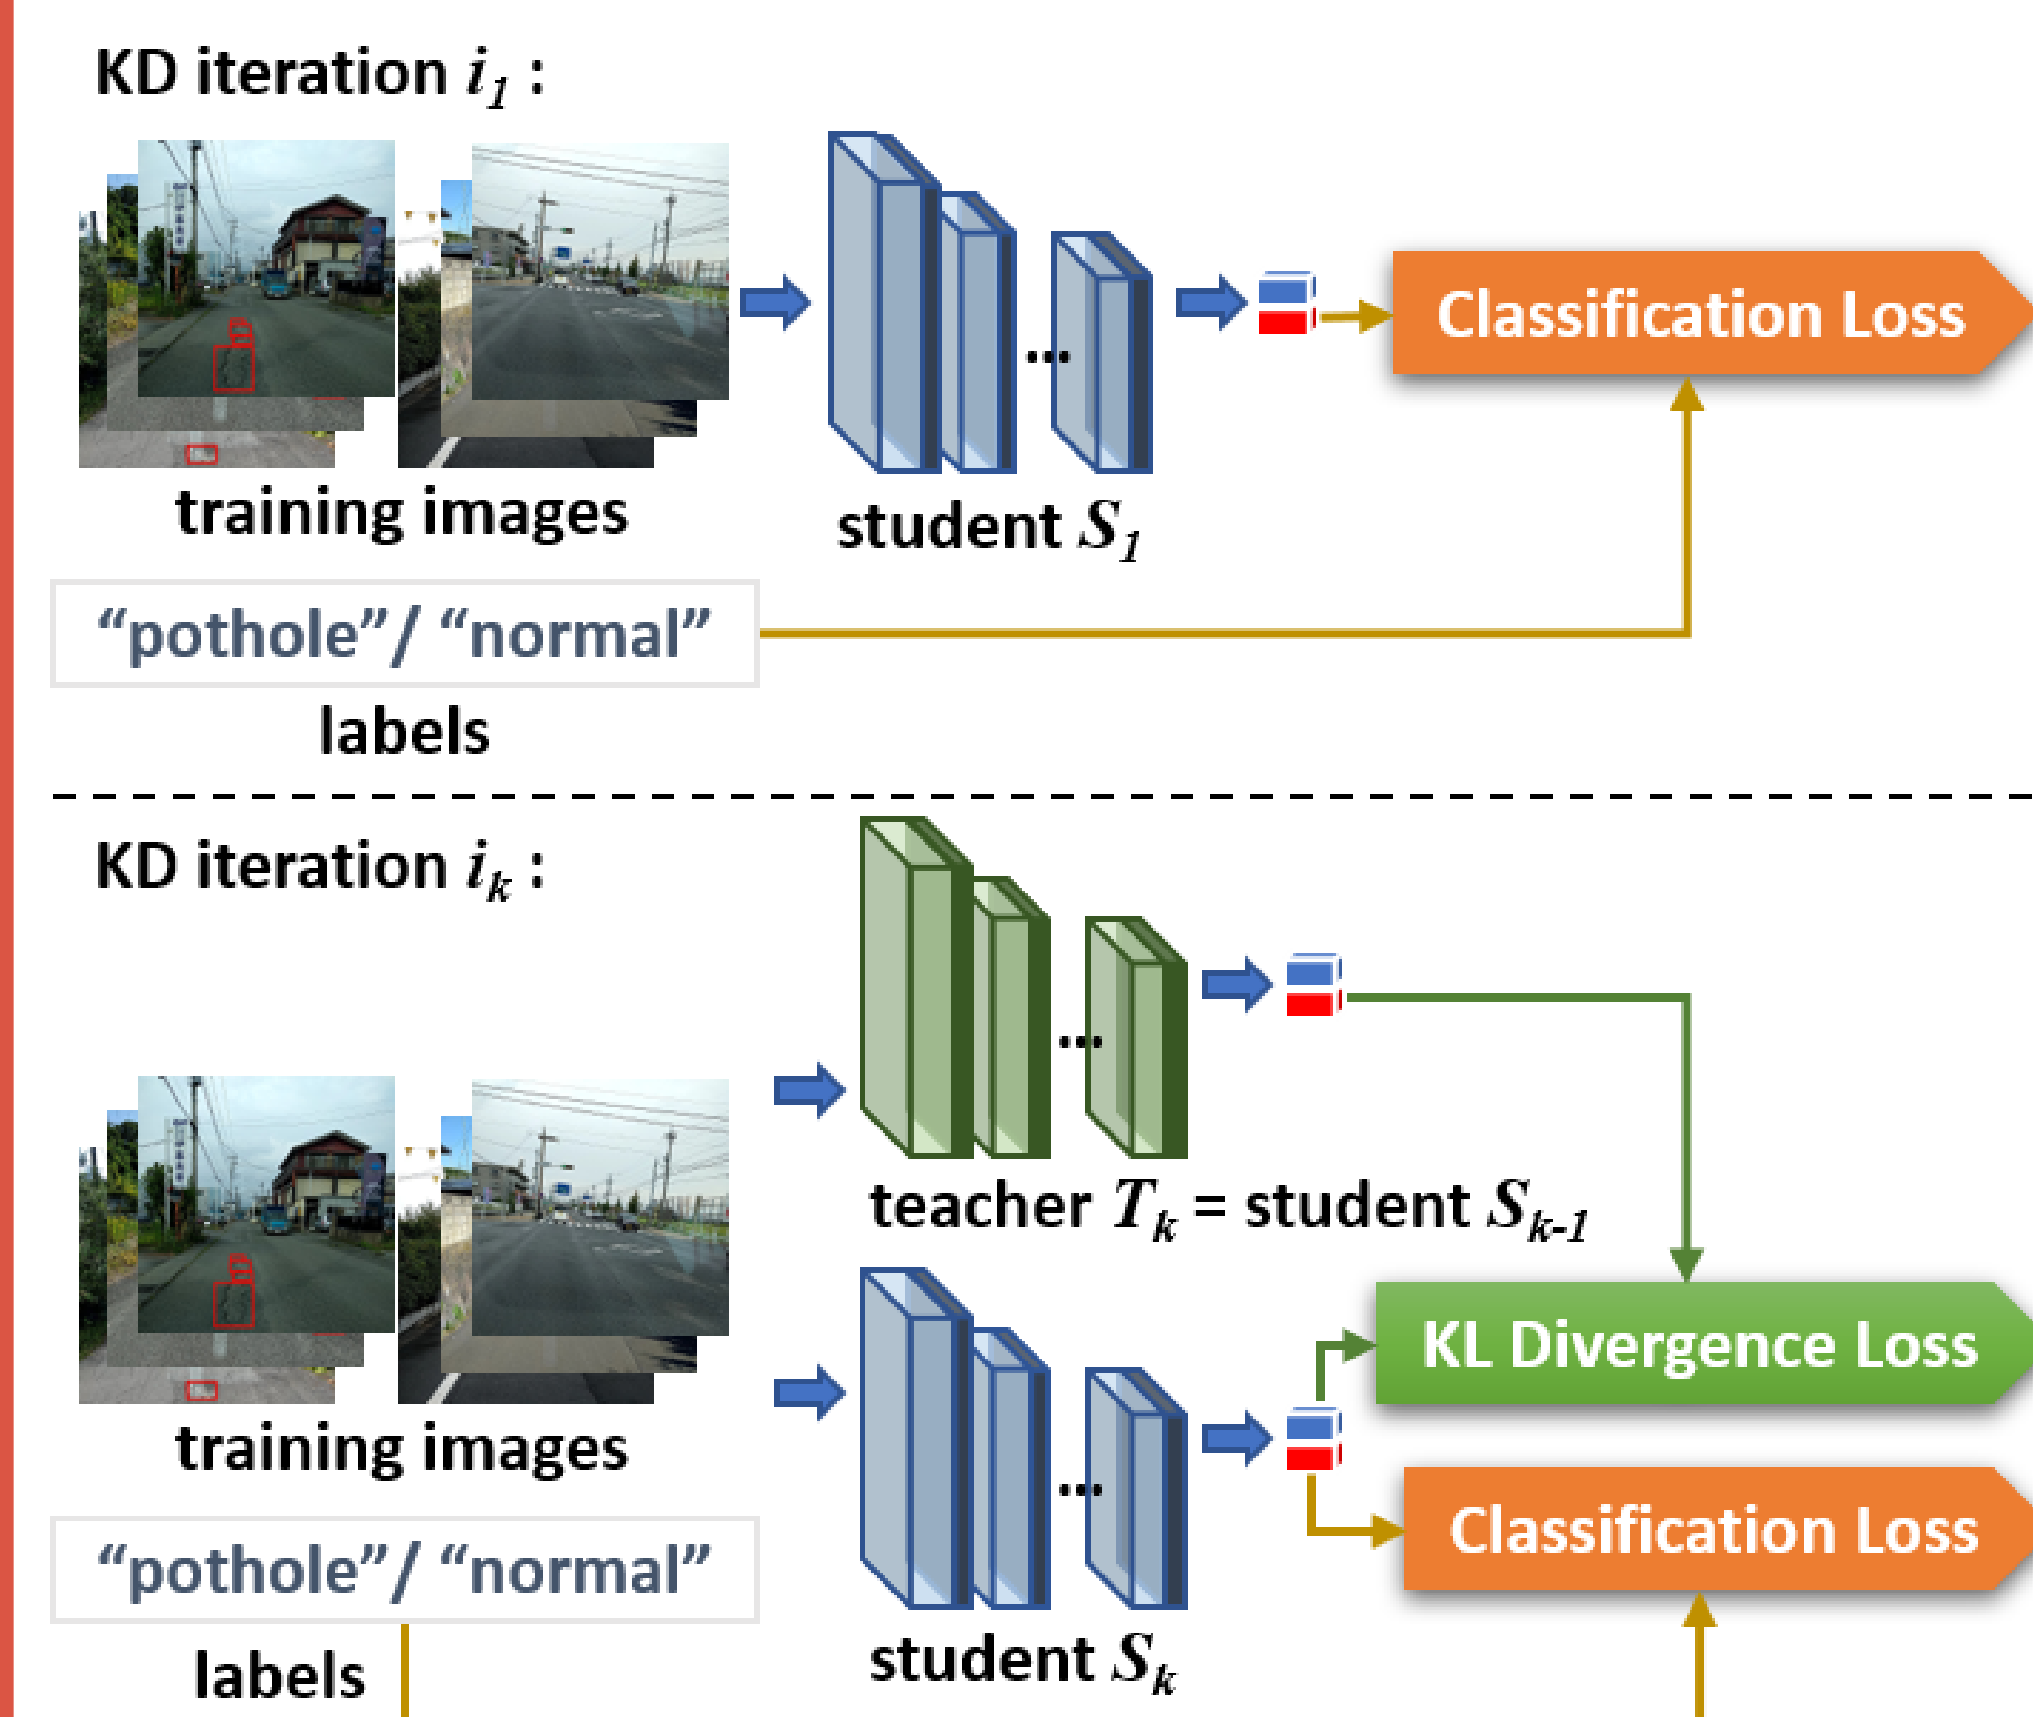 KD iteration i1 :
training images
student S1
Classification Loss
“pothole”/ “normal”
labels
KD iteration ik :
teacher Tk = student Sk-1
KL Divergence Loss
training images
Classification Loss
“pothole”/ “normal”
student Sk
labels